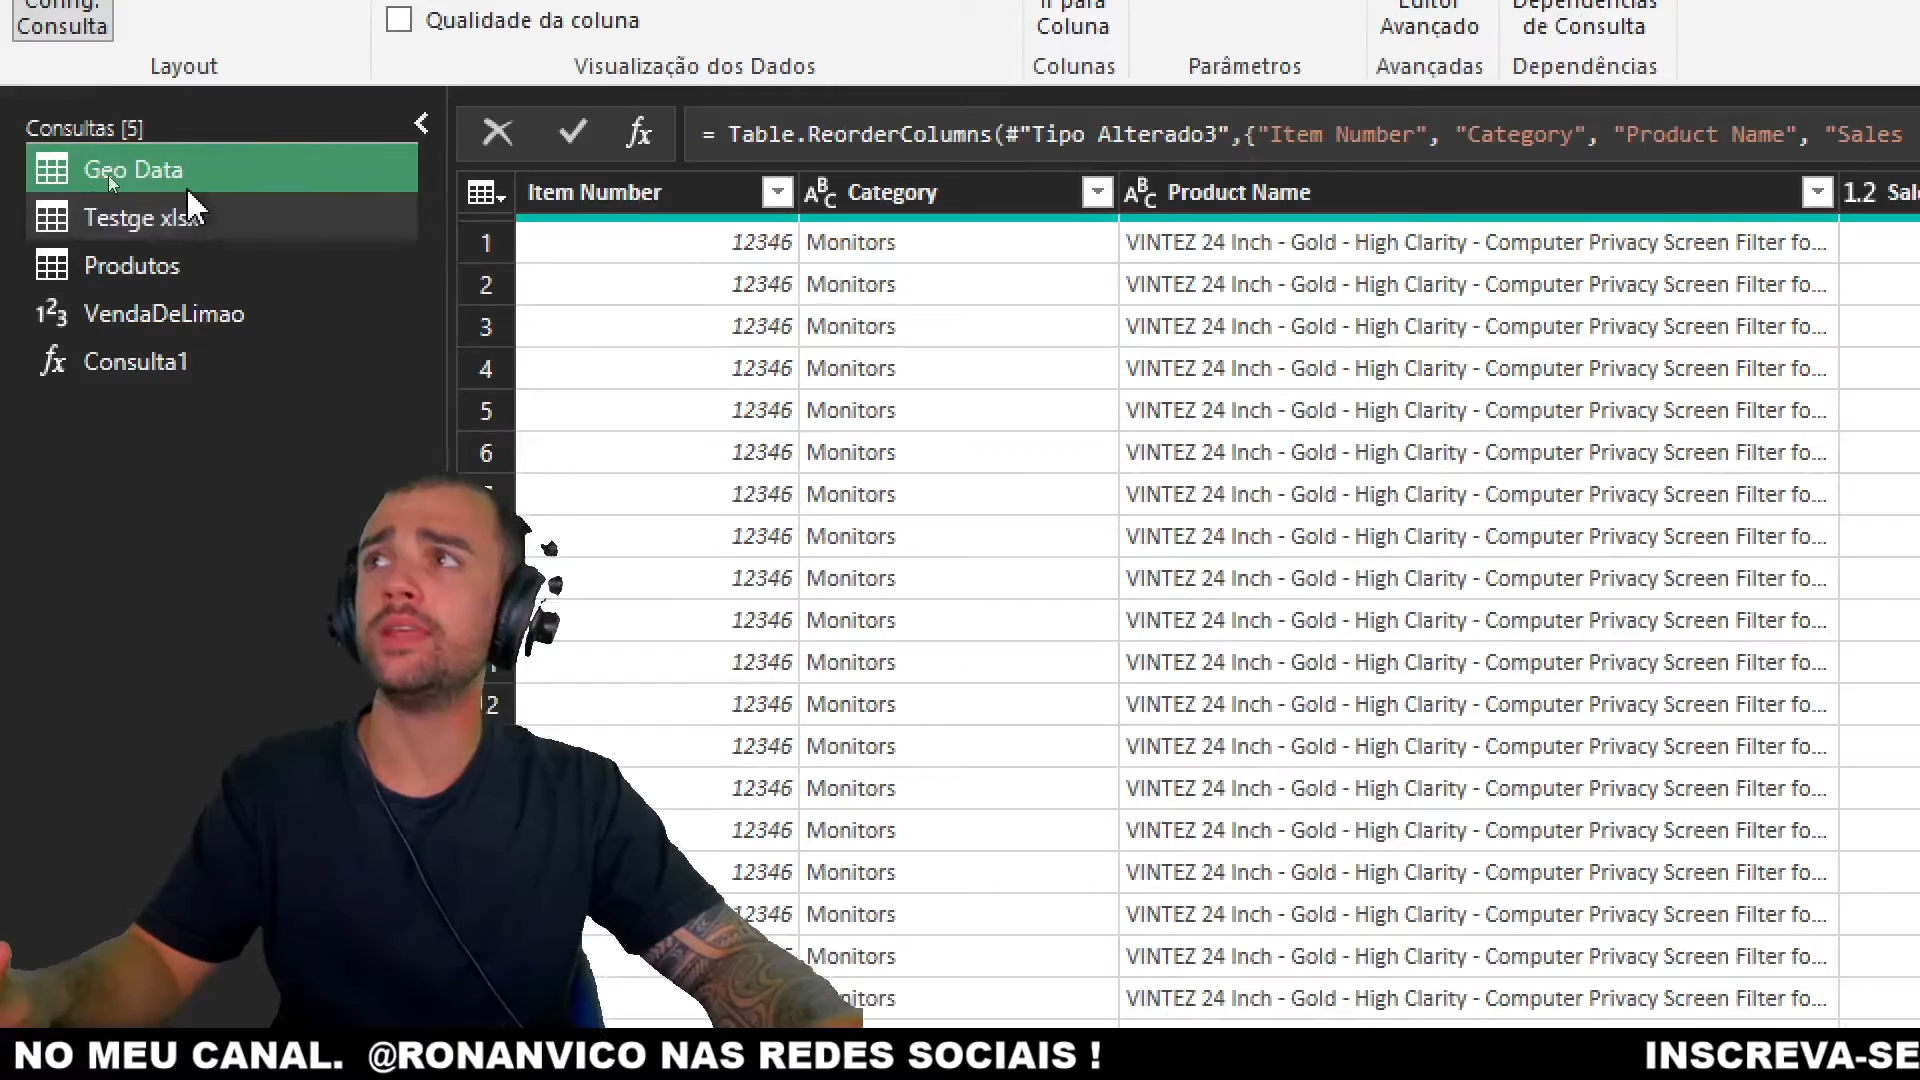 Config.
Consulta
Qualidade da coluna
Ir para
Coluna
Editor
Avançado
Dependências
de Consulta
Layout
Visualização dos Dados
Colunas
Parâmetros
Avançadas
Dependências
Consultas [5]
= Table.ReorderColumns(#"Tipo Alterado3",{"Item Number", "Category", "Product Name", "Sales
Geo Data
Testge xlsx
Produtos
VendaDeLimao
Consulta1
Item Number ABC Category ABC Product Name 1.2 Sal
1 12346 Monitors VINTEZ 24 Inch - Gold - High Clarity - Computer Privacy Screen Filter fo...
2 12346 Monitors VINTEZ 24 Inch - Gold - High Clarity - Computer Privacy Screen Filter fo...
3 12346 Monitors VINTEZ 24 Inch - Gold - High Clarity - Computer Privacy Screen Filter fo...
4 12346 Monitors VINTEZ 24 Inch - Gold - High Clarity - Computer Privacy Screen Filter fo...
5 12346 Monitors VINTEZ 24 Inch - Gold - High Clarity - Computer Privacy Screen Filter fo...
6 12346 Monitors VINTEZ 24 Inch - Gold - High Clarity - Computer Privacy Screen Filter fo...
12346 Monitors VINTEZ 24 Inch - Gold - High Clarity - Computer Privacy Screen Filter fo...
12346 Monitors VINTEZ 24 Inch - Gold - High Clarity - Computer Privacy Screen Filter fo...
12346 Monitors VINTEZ 24 Inch - Gold - High Clarity - Computer Privacy Screen Filter fo...
12346 Monitors VINTEZ 24 Inch - Gold - High Clarity - Computer Privacy Screen Filter fo...
12346 Monitors VINTEZ 24 Inch - Gold - High Clarity - Computer Privacy Screen Filter fo...
2 12346 Monitors VINTEZ 24 Inch - Gold - High Clarity - Computer Privacy Screen Filter fo...
12346 Monitors VINTEZ 24 Inch - Gold - High Clarity - Computer Privacy Screen Filter fo...
12346 Monitors VINTEZ 24 Inch - Gold - High Clarity - Computer Privacy Screen Filter fo...
12346 Monitors VINTEZ 24 Inch - Gold - High Clarity - Computer Privacy Screen Filter fo...
12346 Monitors VINTEZ 24 Inch - Gold - High Clarity - Computer Privacy Screen Filter fo...
12346 Monitors VINTEZ 24 Inch - Gold - High Clarity - Computer Privacy Screen Filter fo...
Monitors VINTEZ 24 Inch - Gold - High Clarity - Computer Privacy Screen Filter fo...
nitors VINTEZ 24 Inch - Gold - High Clarity - Computer Privacy Screen Filter fo...
NO MEU CANAL. @RONANVICO NAS REDES SOCIAIS ! INSCREVA-SE